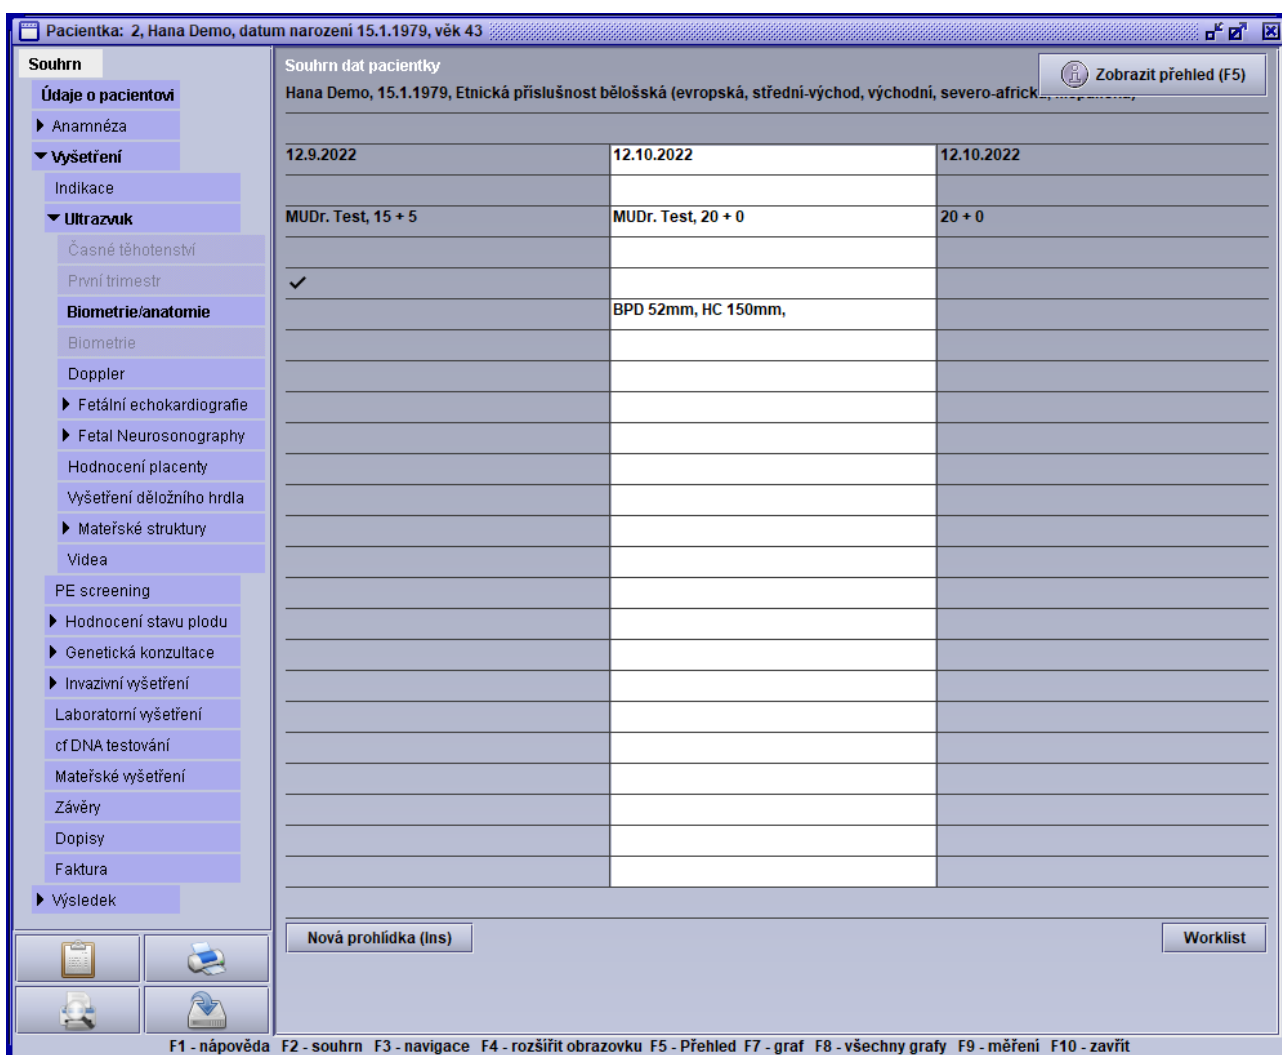 Pacientka: 2, Hana Demo, datum narození 15.1.1979, věk 43
Souhrn
Údaje o pacientovi
Anamnéza
Vyšetření
Indikace
Ultrazvuk
Časné těhotenství
První trimestr
Biometrie/anatomie
Biometrie
Doppler
Fetální echokardiografie
Fetal Neurosonography
Hodnocení placenty
Vyšetření děložního hrdla
Mateřské struktury
Videa
PE screening
Hodnocení stavu plodu
Genetická konzultace
Invazivní vyšetření
Laboratorní vyšetření
cf DNA testování
Mateřské vyšetření
Závěry
Dopisy
Faktura
Výsledek
Souhrn dat pacientky
Zobrazit přehled (F5)
Hana Demo, 15.1.1979, Etnická příslušnost bělošská (evropská, střední-východ, východní, severo-africká,
12.9.2022 12.10.2022 12.10.2022
MUDr. Test, 15 + 5 MUDr. Test, 20 + 0 20 + 0
✓
BPD 52mm, HC 150mm,
Nová prohlídka (Ins) Worklist
F1 - nápověda F2 - souhrn F3 - navigace F4 - rozšířit obrazovku F5 - Přehled F7 - graf F8 - všechny grafy F9 - měření F10 - zavřít